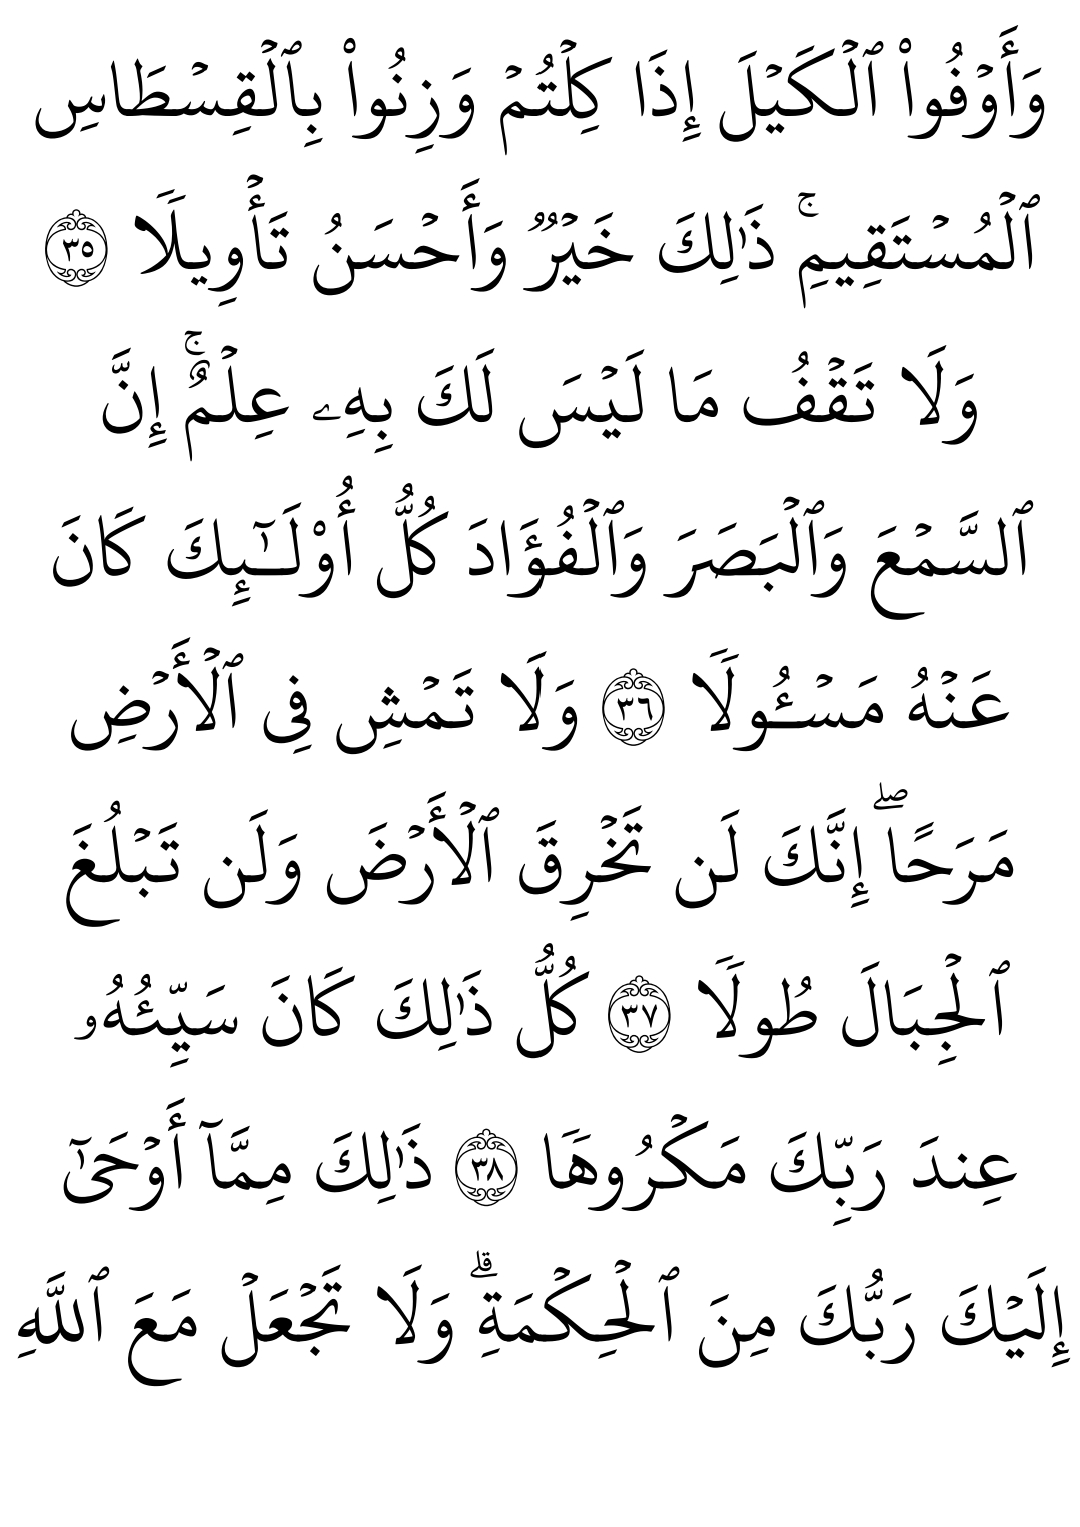 وَأَوْفُوا۟ ٱلْكَيْلَ إِذَا كِلْتُمْ وَزِنُوا۟ بِٱلْقِسْطَاسِ
ٱلْمُسْتَقِيمِ ۚ ذَٰلِكَ خَيْرٌ وَأَحْسَنُ تَأْوِيلًا ٣٥
وَلَا تَقْفُ مَا لَيْسَ لَكَ بِهِۦ عِلْمٌ ۚ إِنَّ
ٱلسَّمْعَ وَٱلْبَصَرَ وَٱلْفُؤَادَ كُلُّ أُو۟لَـٰٓئِكَ كَانَ
عَنْهُ مَسْـُٔولًا ٣٦ وَلَا تَمْشِ فِى ٱلْأَرْضِ
مَرَحًا ۖ إِنَّكَ لَن تَخْرِقَ ٱلْأَرْضَ وَلَن تَبْلُغَ
ٱلْجِبَالَ طُولًا ٣٧ كُلُّ ذَٰلِكَ كَانَ سَيِّئُهُۥ
عِندَ رَبِّكَ مَكْرُوهًا ٣٨ ذَٰلِكَ مِمَّآ أَوْحَىٰٓ
إِلَيْكَ رَبُّكَ مِنَ ٱلْحِكْمَةِ ۗ وَلَا تَجْعَلْ مَعَ ٱللَّهِ